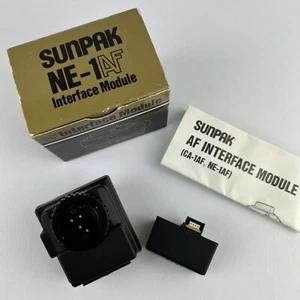 SUNPAK
NE-1AF
Interface Module
Interface Module
SUNPAK
AF INTERFACE MODULE
(CA-1AF, NE-1AF)